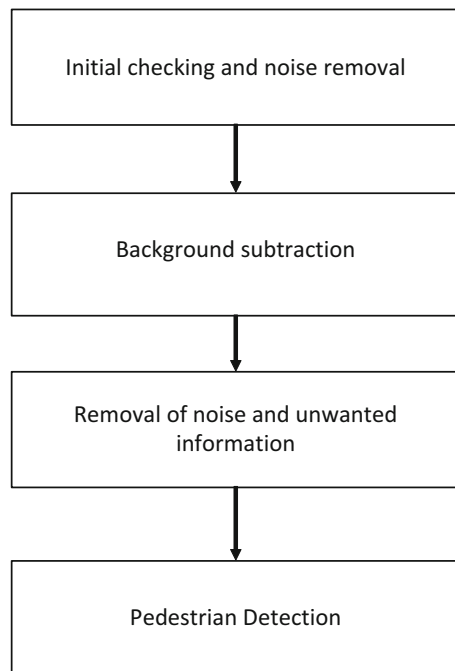 Initial checking and noise removal
Background subtraction
Removal of noise and unwanted
information
Pedestrian Detection